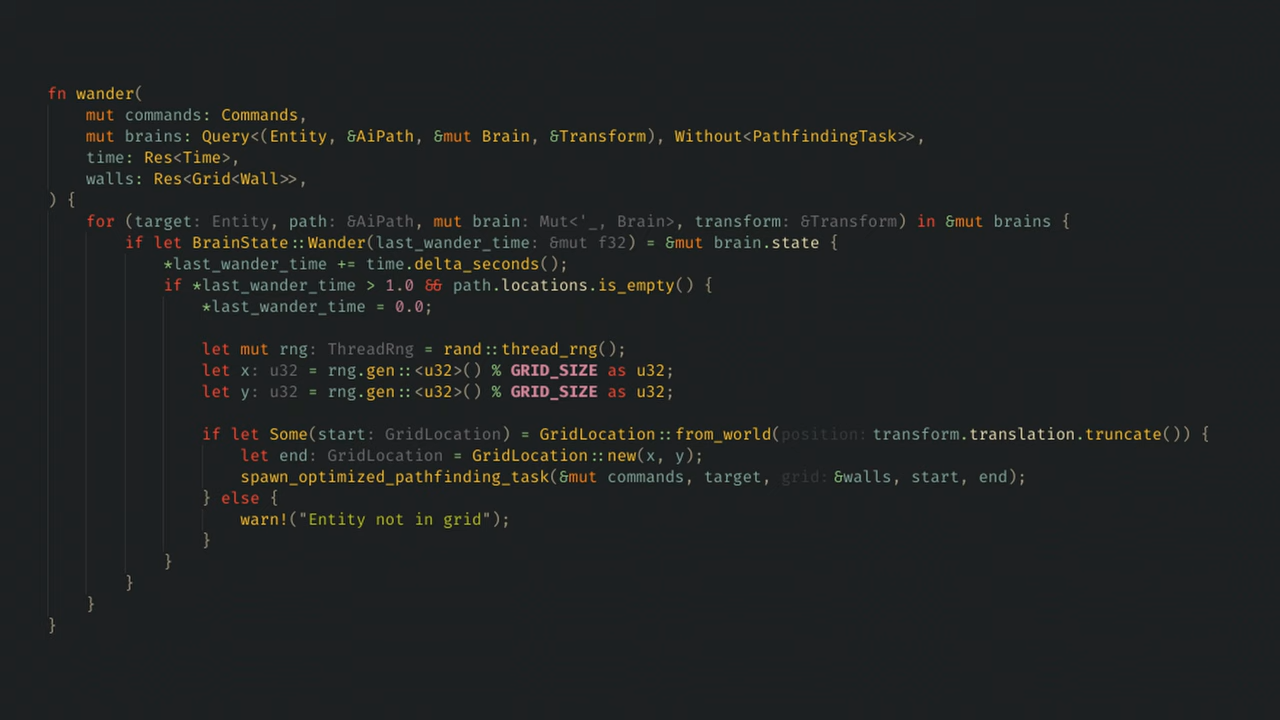 fn wander(
    mut commands: Commands,
    mut brains: Query<(Entity, &AiPath, &mut Brain, &Transform), Without<PathfindingTask>>,
    time: Res<Time>,
    walls: Res<Grid<Wall>>,
) {
    for (target: Entity, path: &AiPath, mut brain: Mut<'_, Brain>, transform: &Transform) in &mut brains {
        if let BrainState::Wander(last_wander_time: &mut f32) = &mut brain.state {
            *last_wander_time += time.delta_seconds();
            if *last_wander_time > 1.0 && path.locations.is_empty() {
                *last_wander_time = 0.0;

                let mut rng: ThreadRng = rand::thread_rng();
                let x: u32 = rng.gen::<u32>() % GRID_SIZE as u32;
                let y: u32 = rng.gen::<u32>() % GRID_SIZE as u32;

                if let Some(start: GridLocation) = GridLocation::from_world(position: transform.translation.truncate()) {
                    let end: GridLocation = GridLocation::new(x, y);
                    spawn_optimized_pathfinding_task(&mut commands, target, grid: &walls, start, end);
                } else {
                    warn!("Entity not in grid");
                }
            }
        }
    }
}